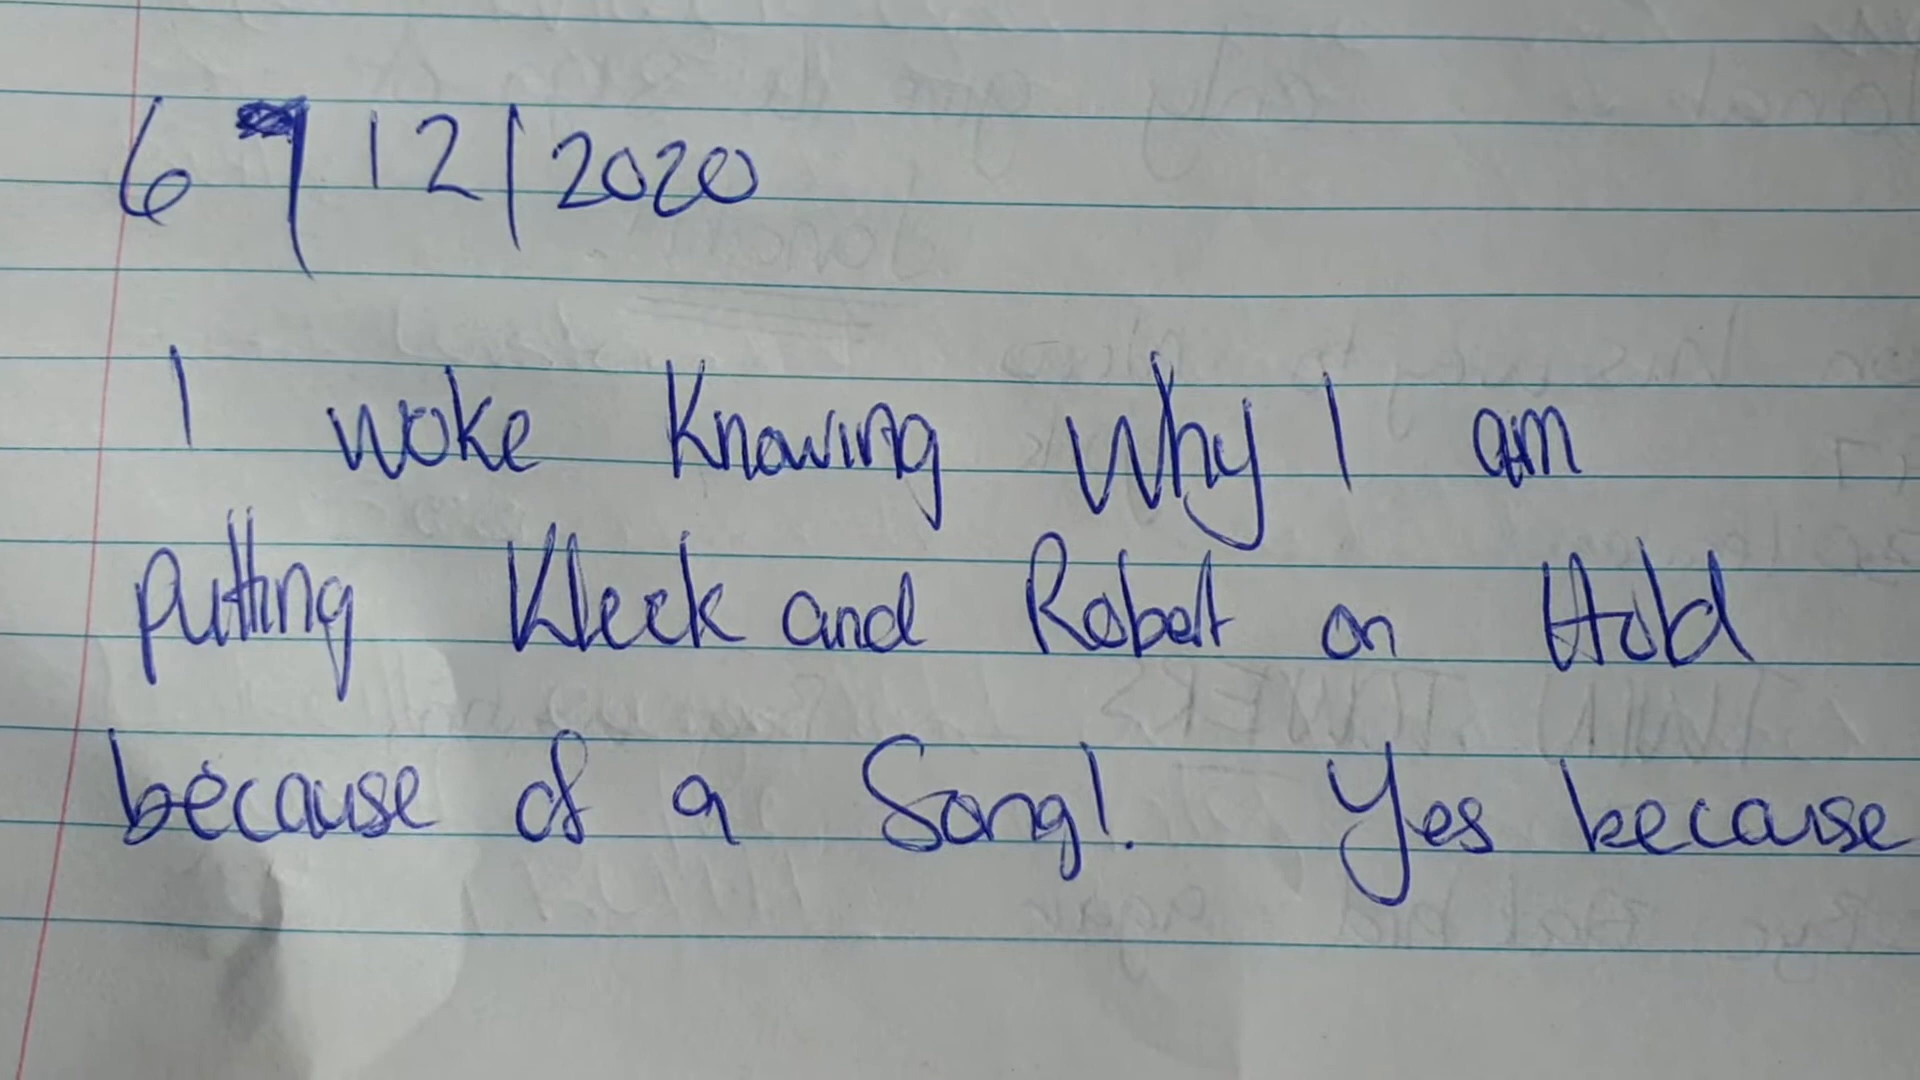 6/12/2020
I woke Knowing Why I am
putting Kleek and Robert on Hold
because of a Song!. Yes because